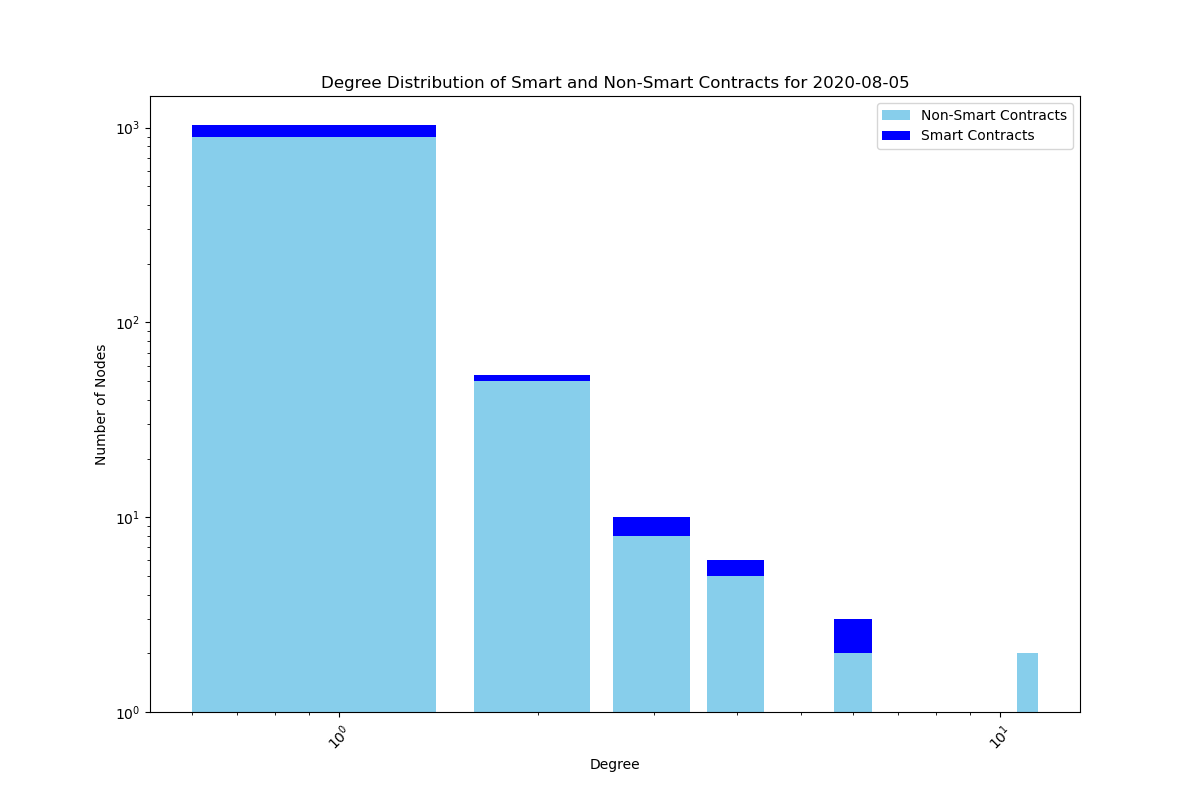 Degree Distribution of Smart and Non-Smart Contracts for 2020-08-05
Non-Smart Contracts
Smart Contracts
Number of Nodes
10³
10²
10¹
10⁰
10⁰
10¹
Degree